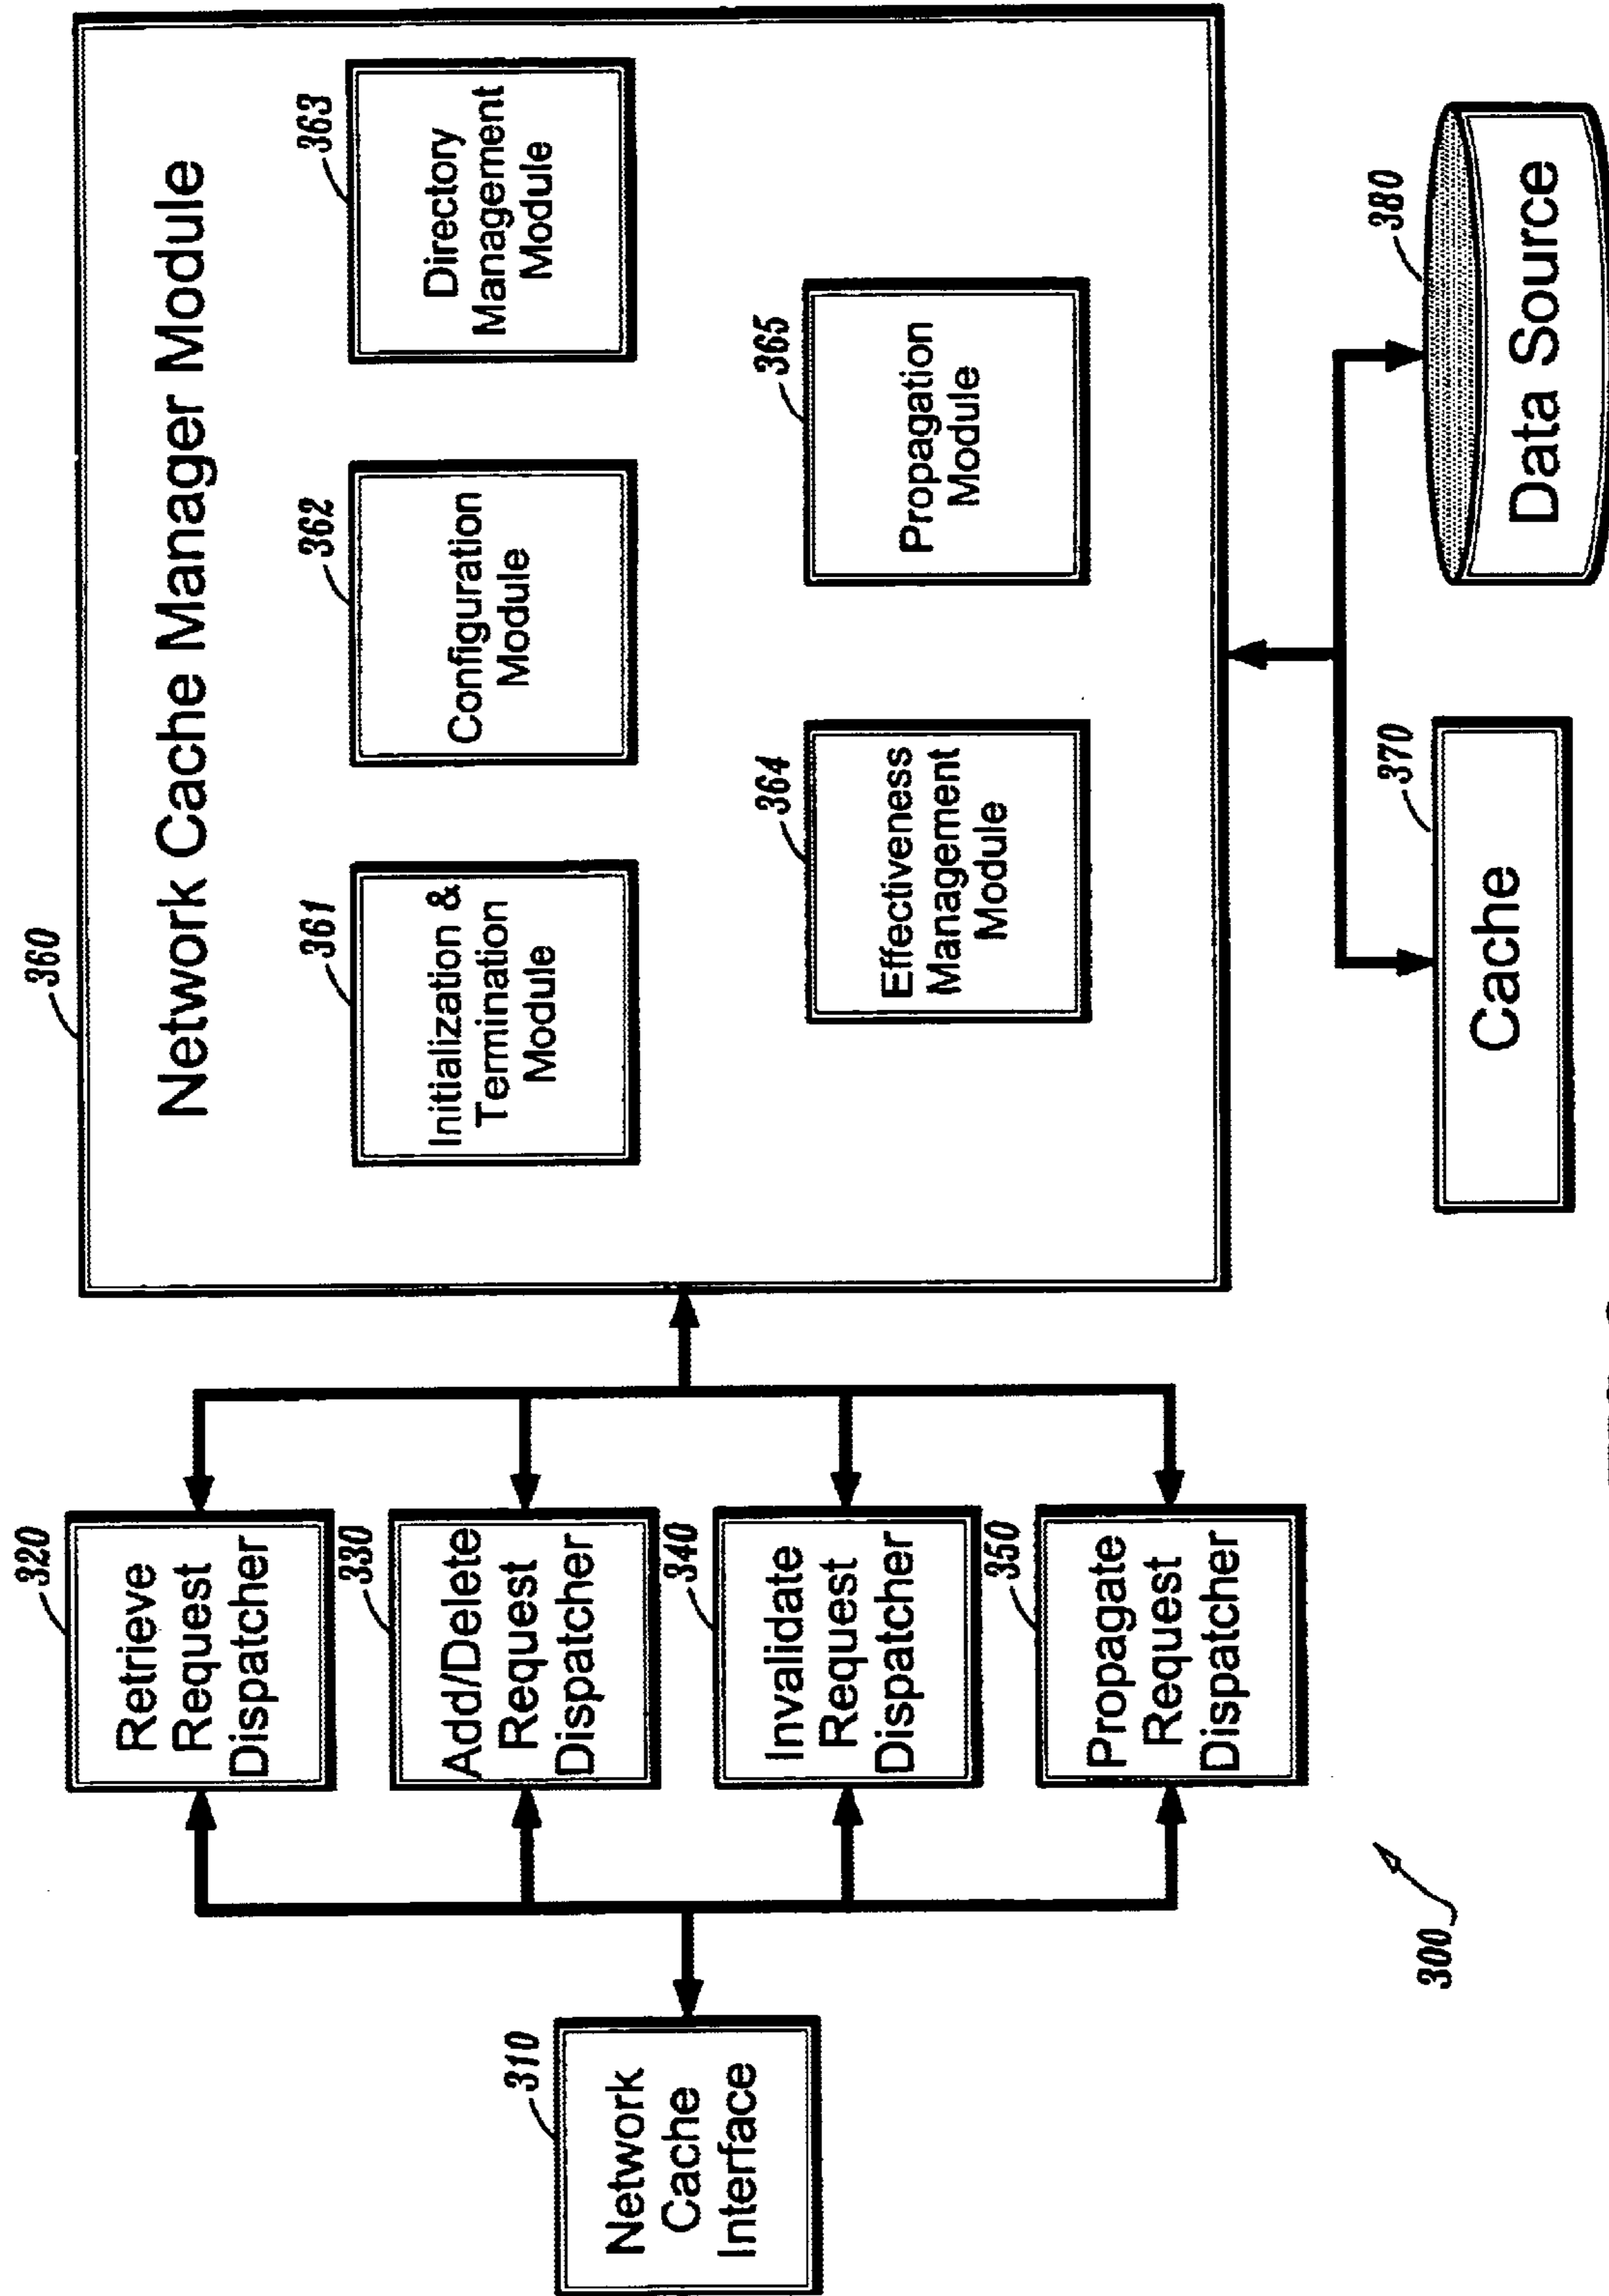 310
Network
Cache
Interface
320
Retrieve
Request
Dispatcher
330
Add/Delete
Request
Dispatcher
340
Invalidate
Request
Dispatcher
350
Propagate
Request
Dispatcher
300
360
Network Cache Manager Module
361
Initialization &
Termination
Module
362
Configuration
Module
363
Directory
Management
Module
364
Effectiveness
Management
Module
365
Propagation
Module
370
Cache
380
Data Source